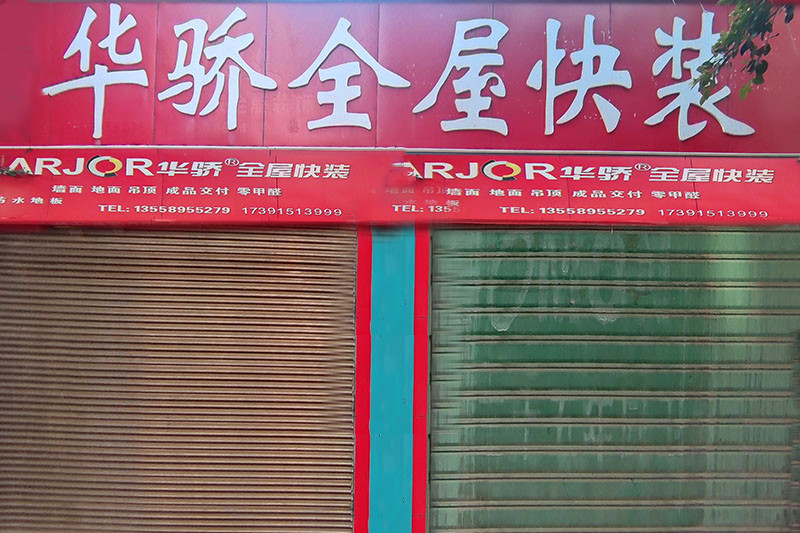 华骄全屋快装
ARJOR华骄®全屋快装
墙面 地面 吊顶 成品交付 零甲醛
防水地板
TEL: 13558955279 17391513999
ARJOR华骄®全屋快装
墙面 地面 吊顶 成品交付 零甲醛
TEL: 13558955279 17391513999